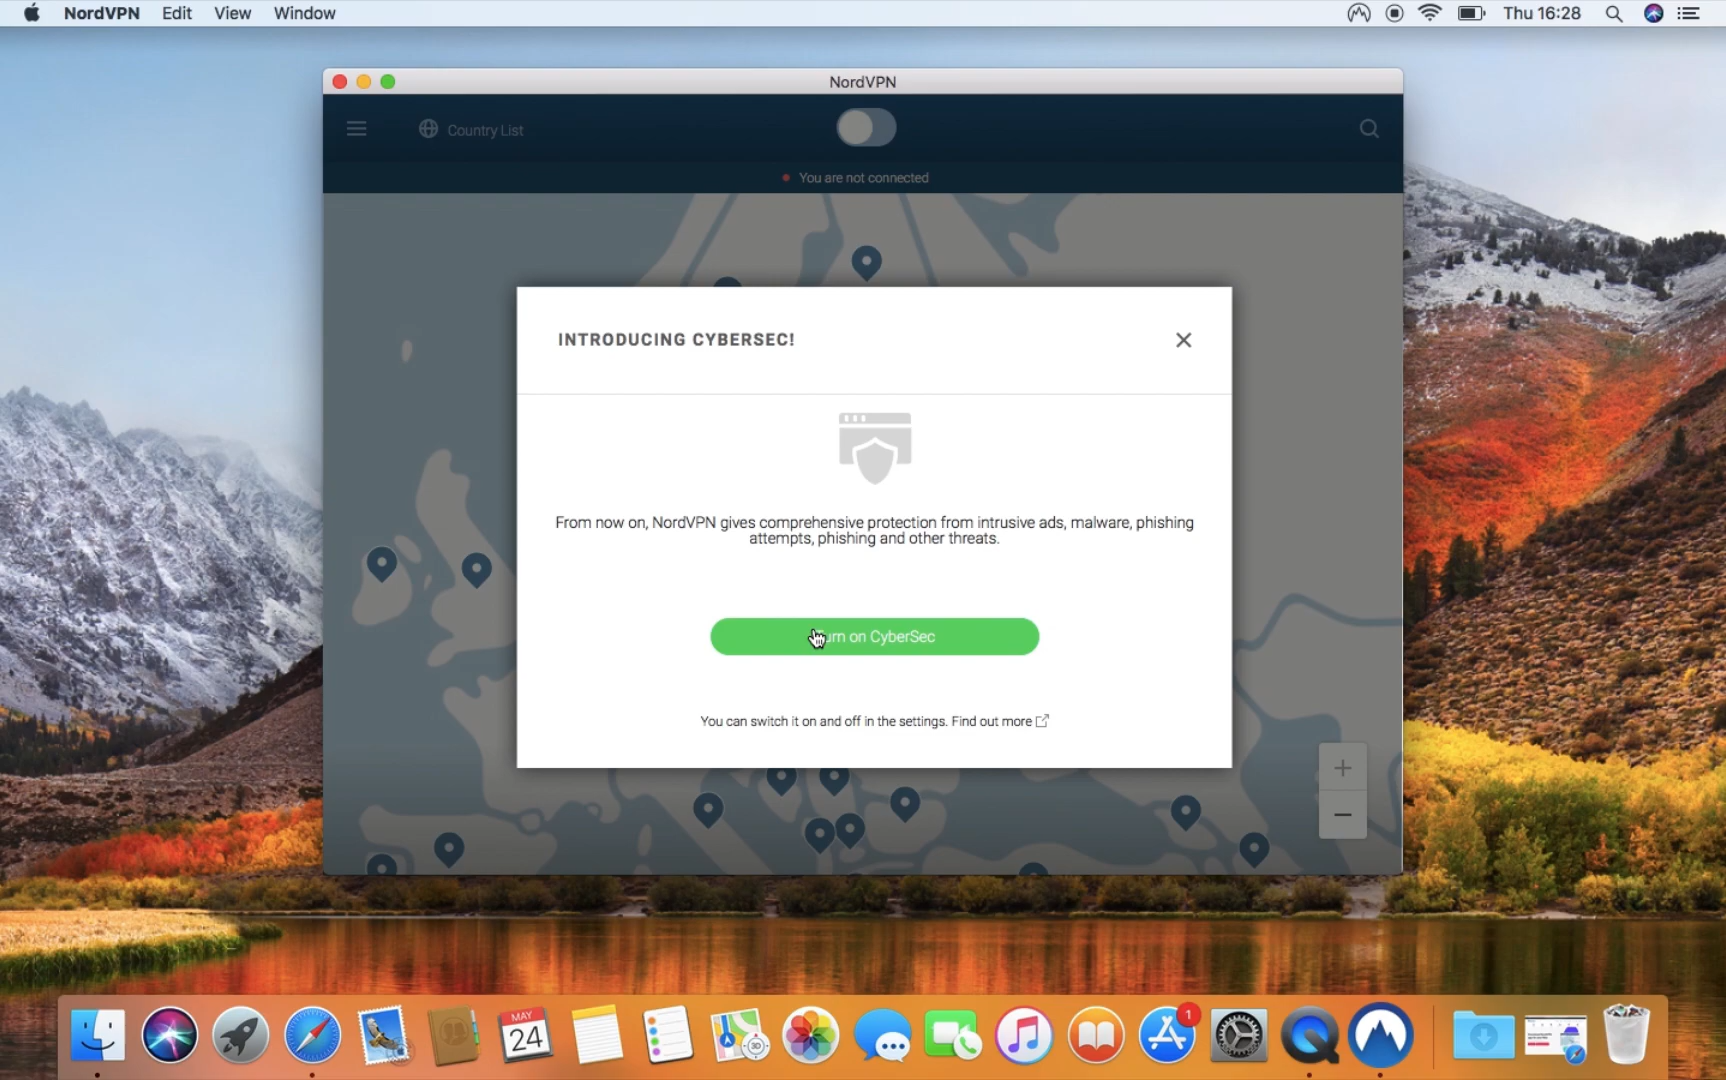 NordVPN Edit View Window Thu 16:28
NordVPN
Country List
You are not connected
INTRODUCING CYBERSEC!
From now on, NordVPN gives comprehensive protection from intrusive ads, malware, phishing
attempts, phishing and other threats.
Turn on CyberSec
You can switch it on and off in the settings. Find out more
1
MAY
24
3D